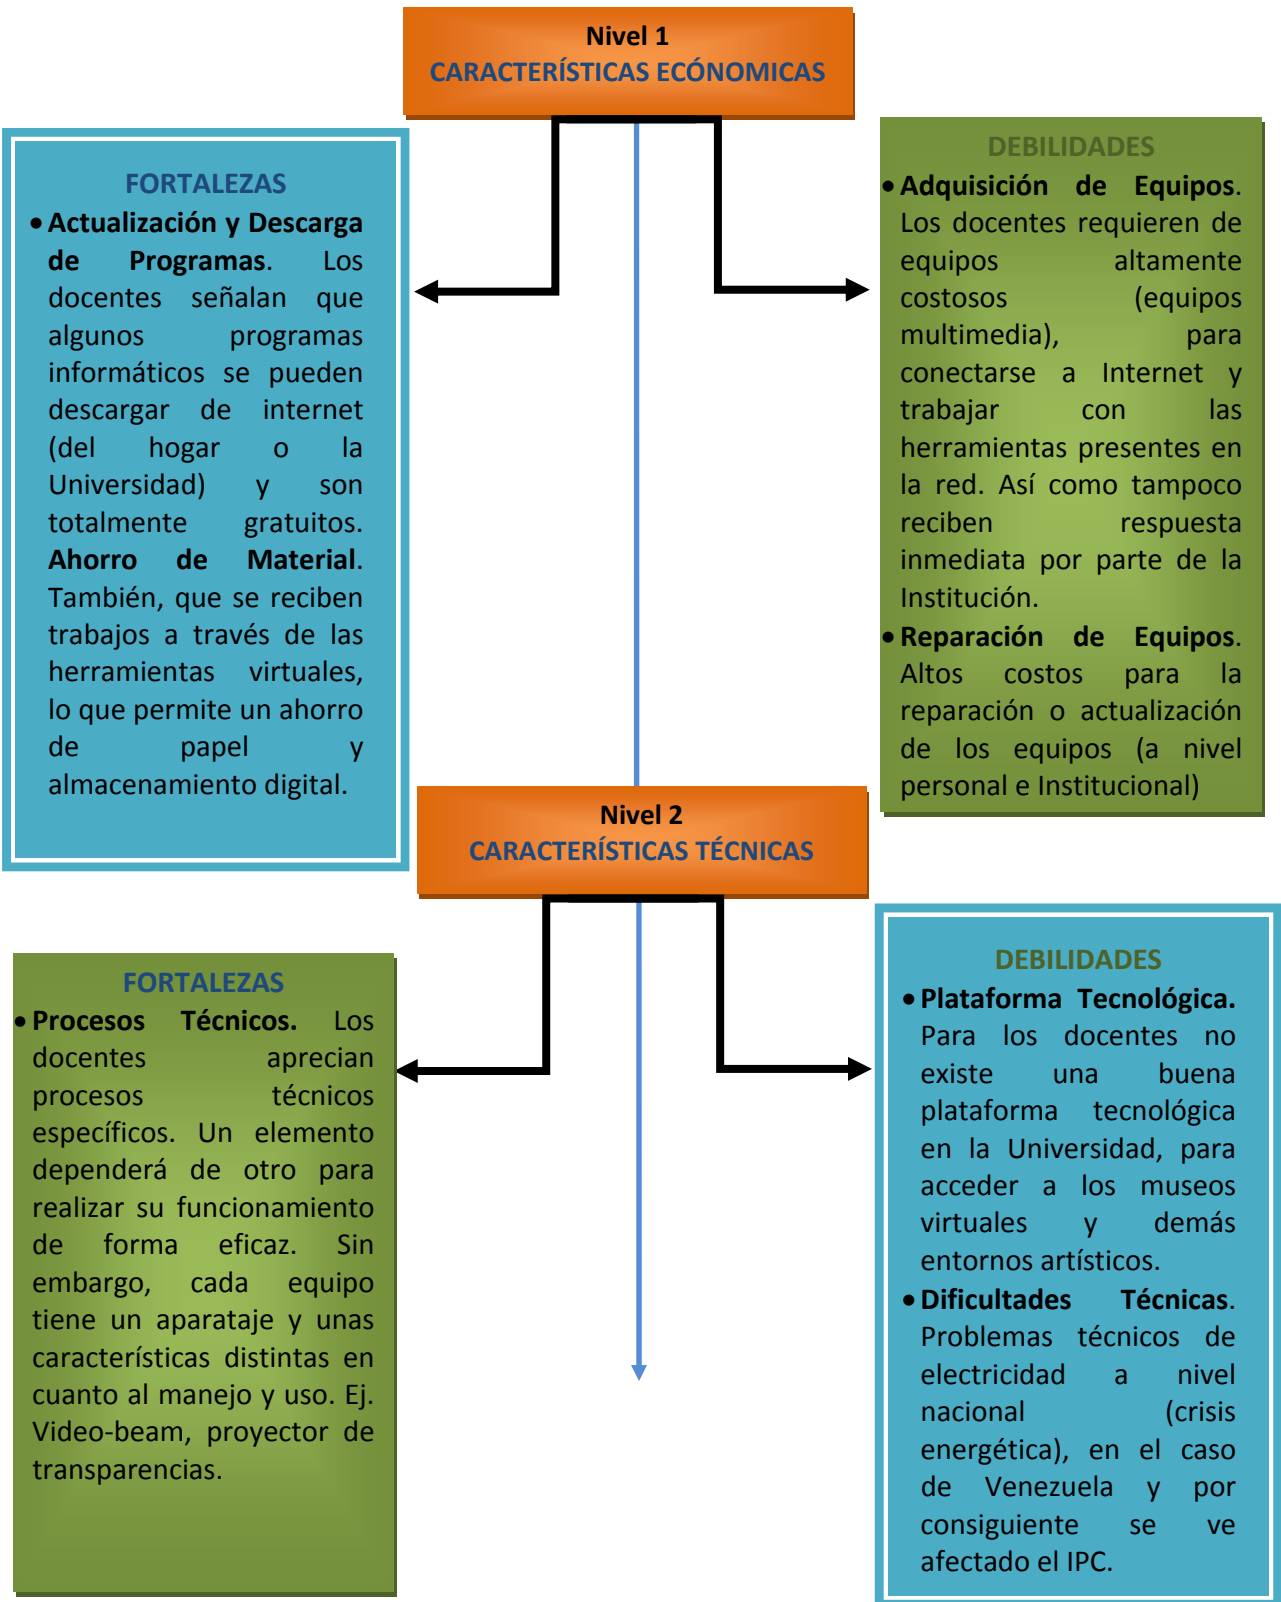 Nivel 1
CARACTERÍSTICAS ECÓNOMICAS
FORTALEZAS
• Actualización y Descarga
de Programas. Los
docentes señalan que
algunos programas
informáticos se pueden
descargar de internet
(del hogar o la
Universidad) y son
totalmente gratuitos.
Ahorro de Material.
También, que se reciben
trabajos a través de las
herramientas virtuales,
lo que permite un ahorro
de papel y
almacenamiento digital.
DEBILIDADES
• Adquisición de Equipos.
Los docentes requieren de
equipos altamente
costosos (equipos
multimedia), para
conectarse a Internet y
trabajar con las
herramientas presentes en
la red. Así como tampoco
reciben respuesta
inmediata por parte de la
Institución.
• Reparación de Equipos.
Altos costos para la
reparación o actualización
de los equipos (a nivel
personal e Institucional)
Nivel 2
CARACTERÍSTICAS TÉCNICAS
FORTALEZAS
• Procesos Técnicos. Los
docentes aprecian
procesos técnicos
específicos. Un elemento
dependerá de otro para
realizar su funcionamiento
de forma eficaz. Sin
embargo, cada equipo
tiene un aparataje y unas
características distintas en
cuanto al manejo y uso. Ej.
Video-beam, proyector de
transparencias.
DEBILIDADES
• Plataforma Tecnológica.
Para los docentes no
existe una buena
plataforma tecnológica
en la Universidad, para
acceder a los museos
virtuales y demás
entornos artísticos.
• Dificultades Técnicas.
Problemas técnicos de
electricidad a nivel
nacional (crisis
energética), en el caso
de Venezuela y por
consiguiente se ve
afectado el IPC.